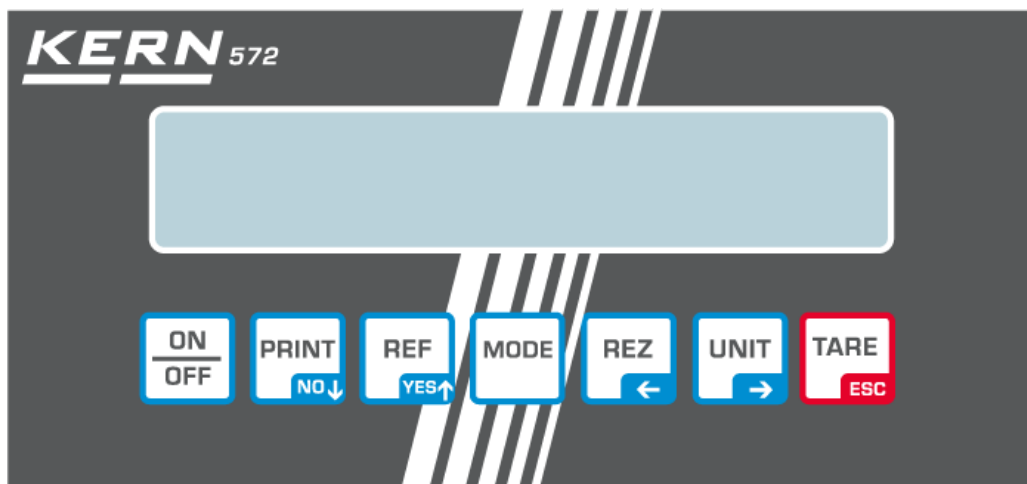 KERN 572
ON
OFF
PRINT
NO↓
REF
YES↑
MODE
REZ
←
UNIT
→
TARE
ESC